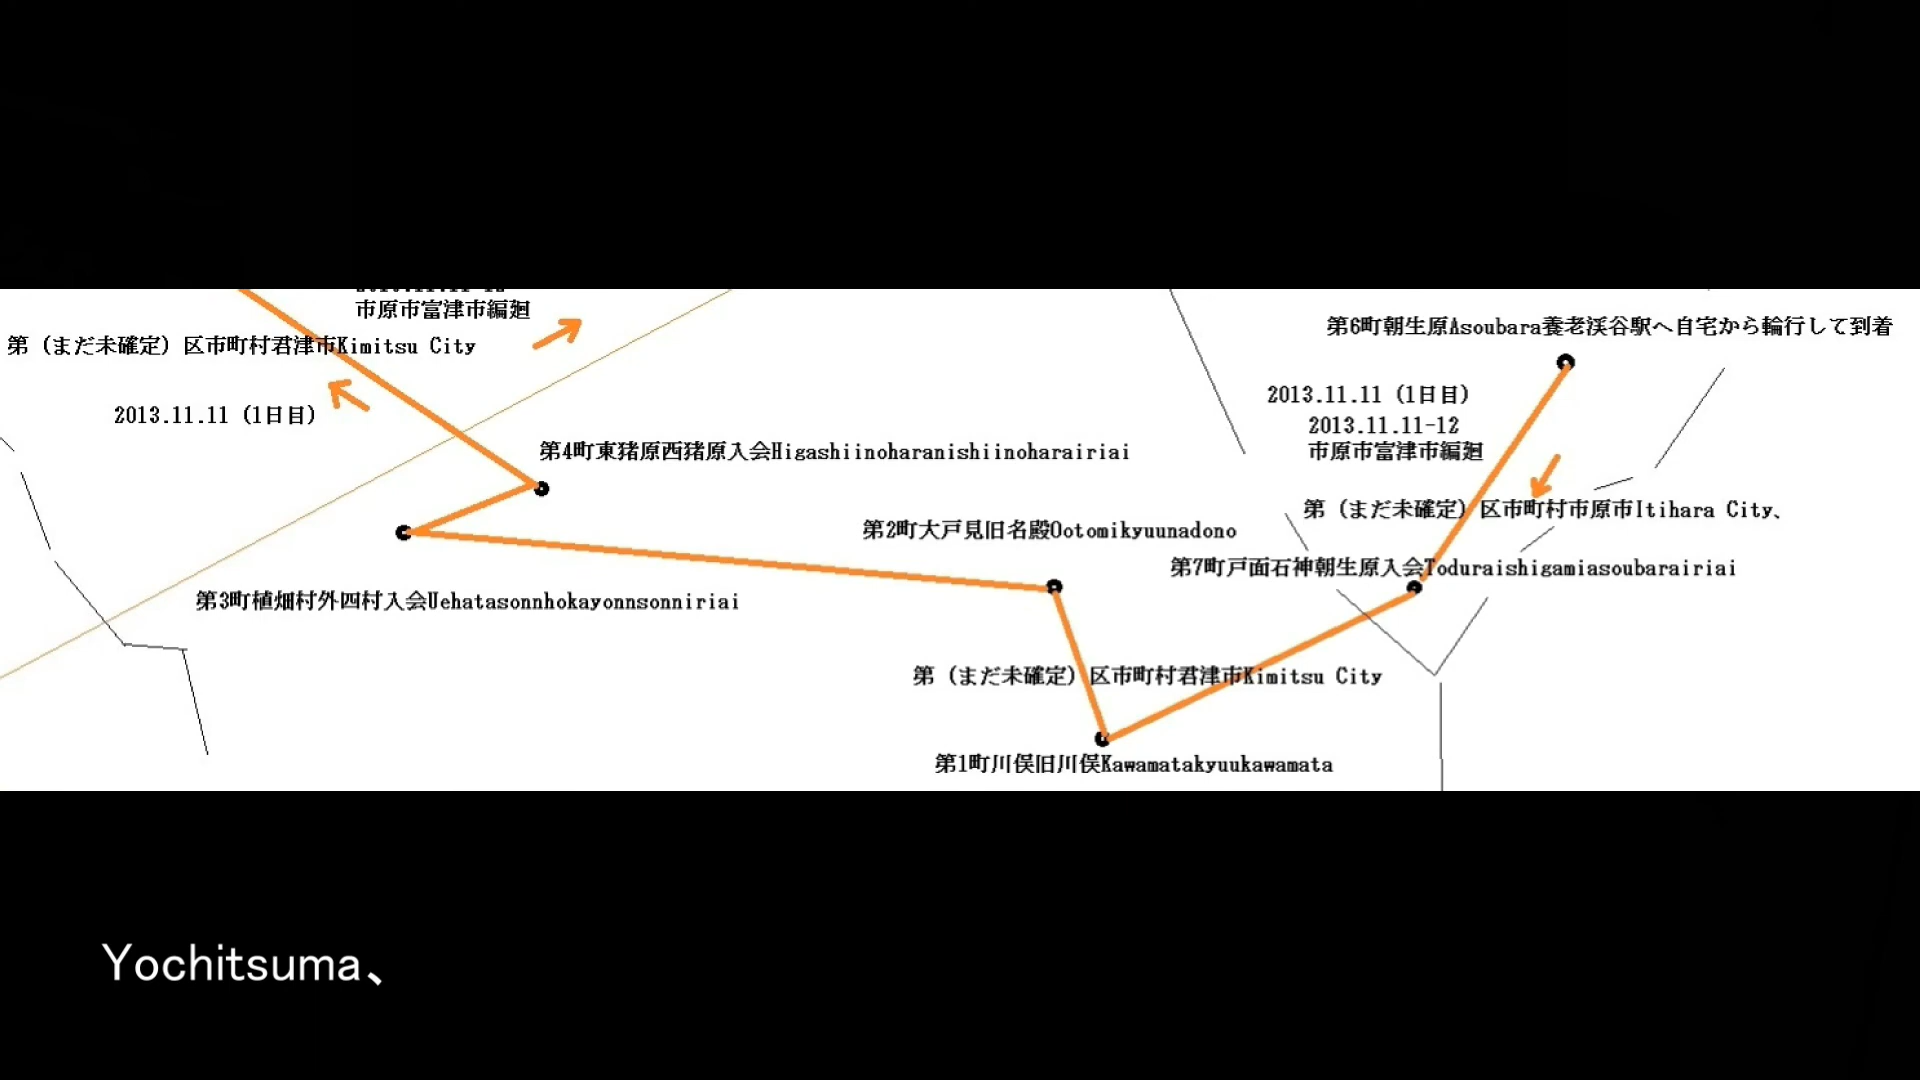 市原市富津市編廻
第（まだ未確定）区市町村君津市Kimitsu City
2013.11.11（1日目）
第6町朝生原Asoubara養老渓谷駅へ自宅から輪行して到着
2013.11.11（1日目）
2013.11.11-12
市原市富津市編廻
第4町東猪原西猪原入会Higashiinoharanishiinoharairiai
第（まだ未確定）区市町村市原市Itihara City、
第2町大戸見旧名殿Ootomikyuunadono
第7町戸面石神朝生原入会Toduraishigamiasoubarairiai
第3町植畑村外四村入会Uehatasonnhokayonnsonniriai
第（まだ未確定）区市町村君津市Kimitsu City
第1町川俣旧川俣Kawamatakyuukawamata
Yochitsuma、